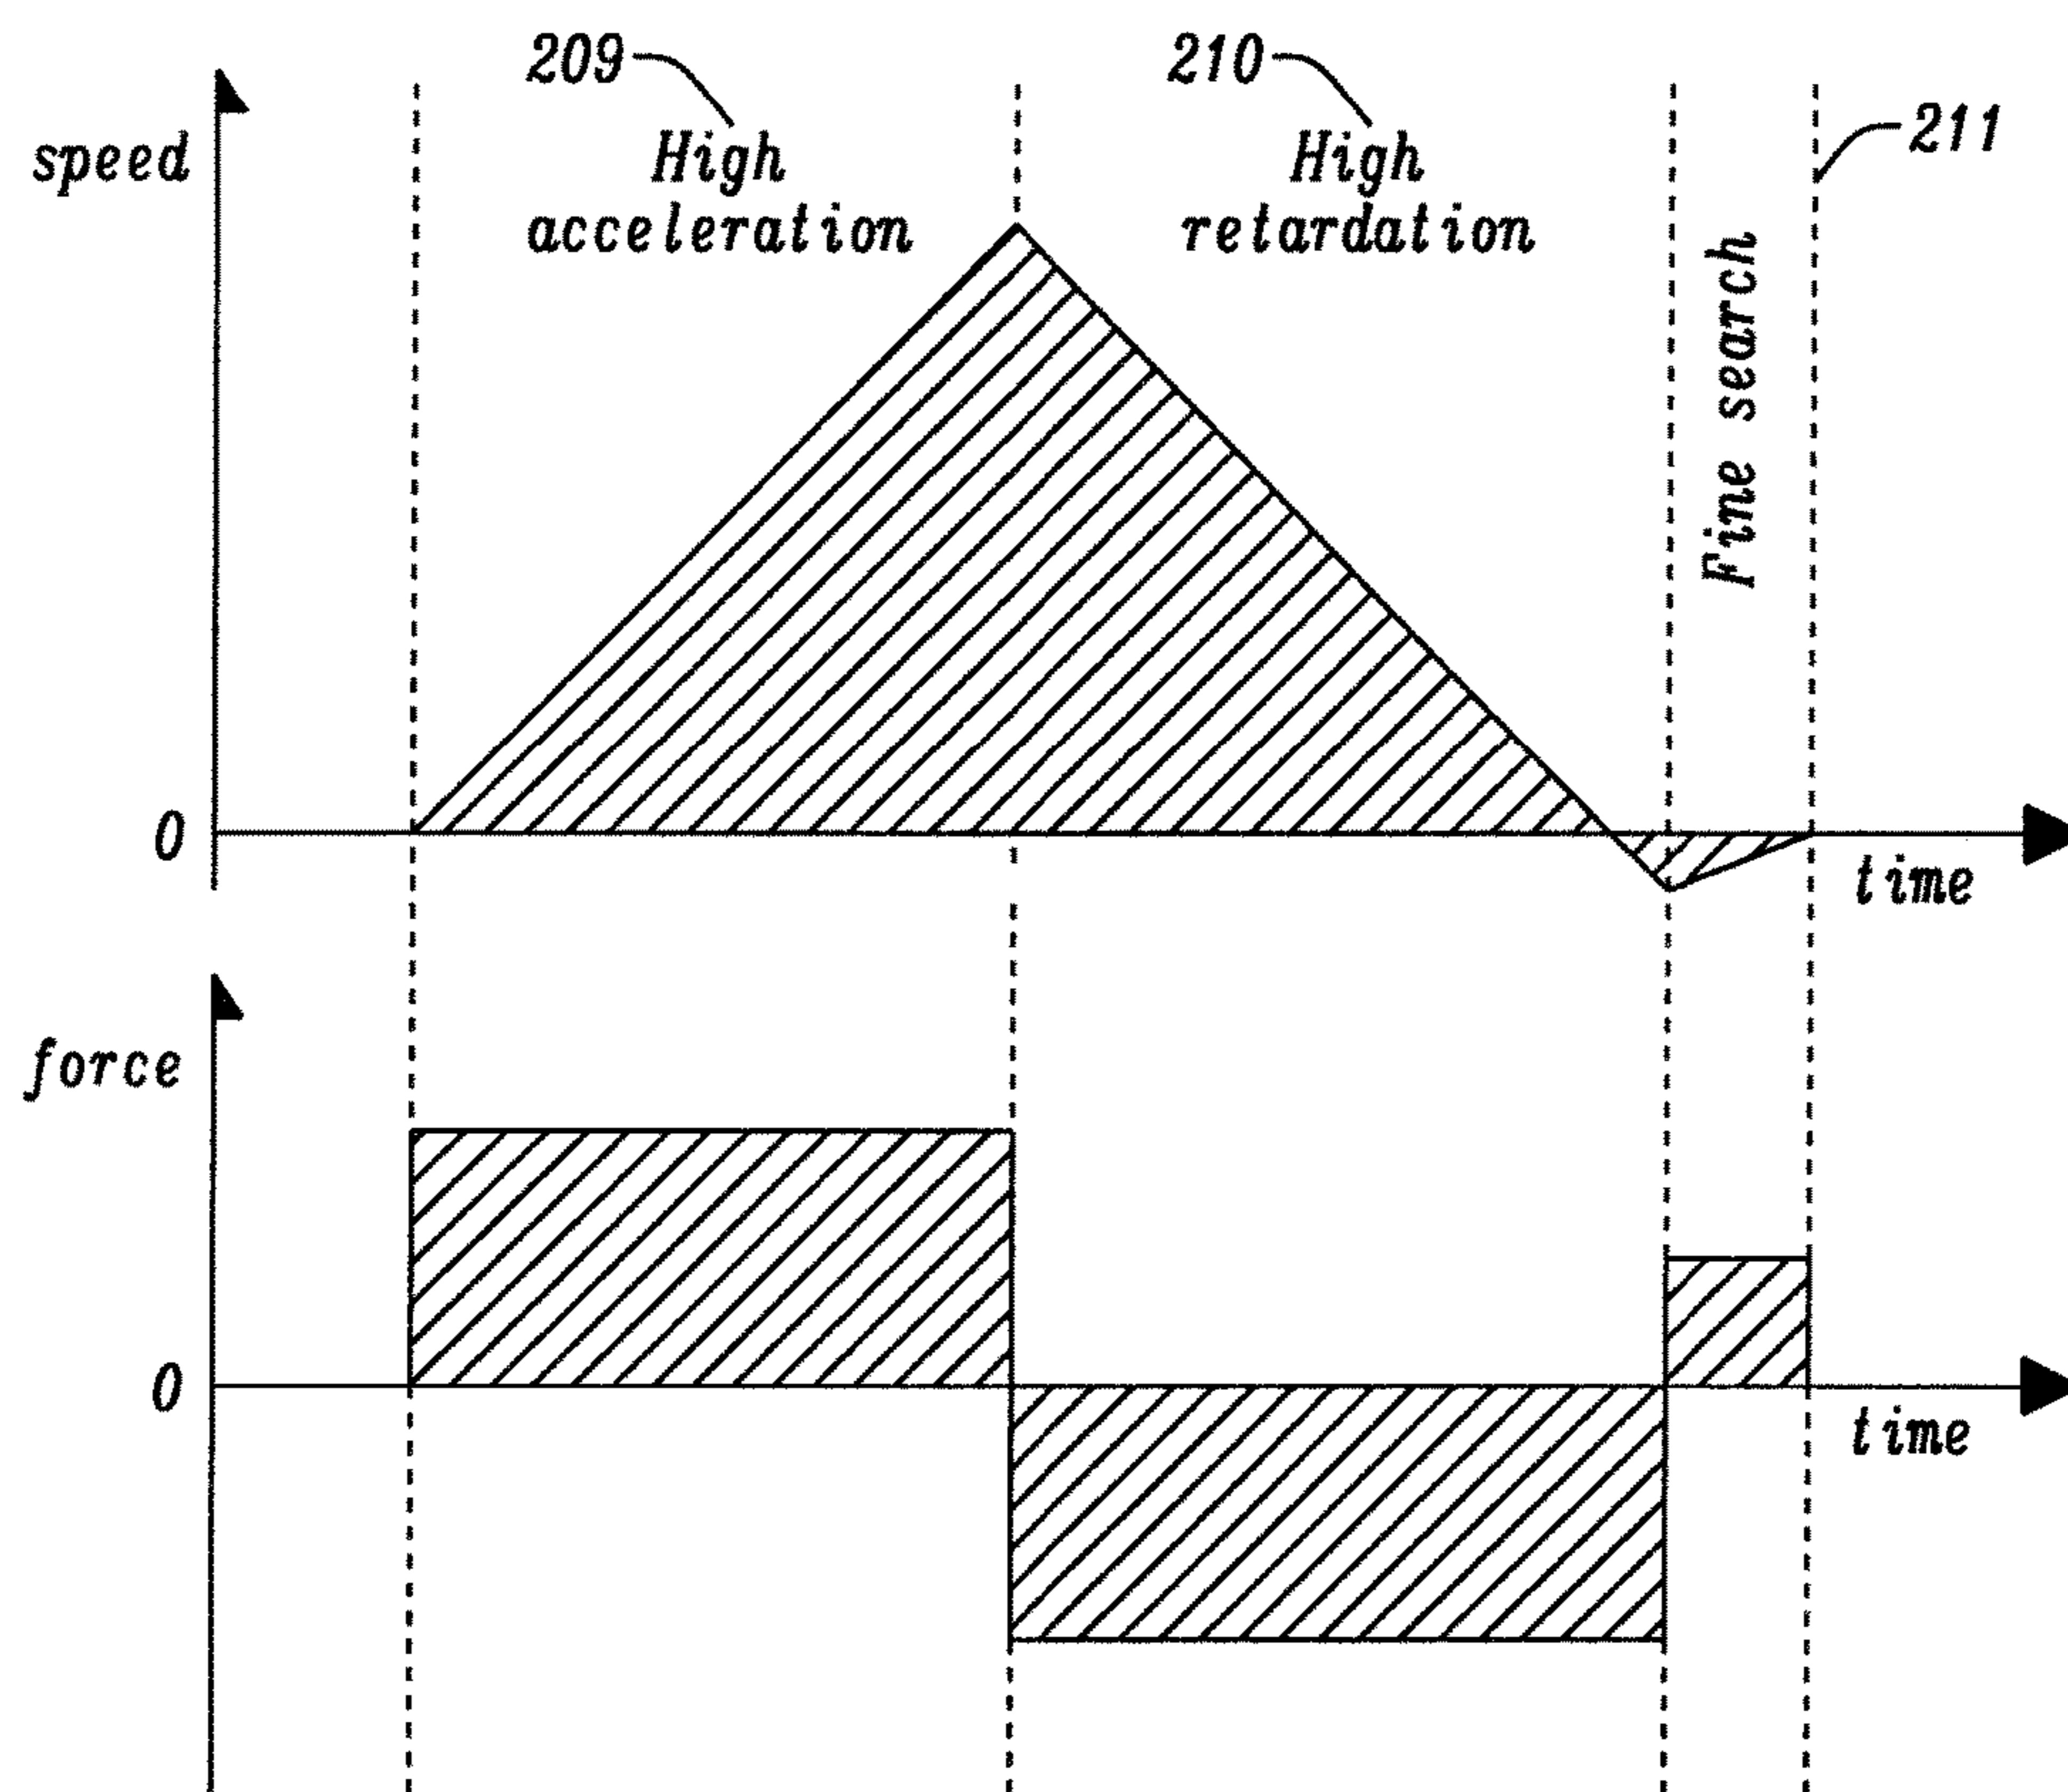 209
210
211
speed
High
acceleration
High
retardation
Fine search
0
time
force
0
time